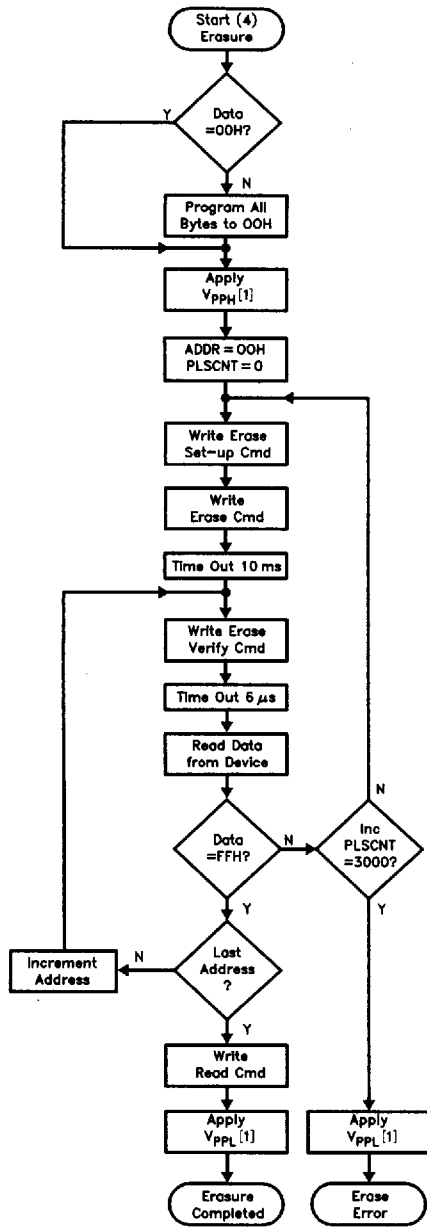 Start (4)
Erasure
Y
Data
=00H?
N
Program All
Bytes to 00H
Apply
VPPH[1]
ADDR=00H
PLSCNT=0
Write Erase
Set-up Cmd
Write
Erase Cmd
Time Out 10 ms
Write Erase
Verify Cmd
Time Out 6 μs
Read Data
from Device
N
Data
=FFH?
N
Inc
PLSCNT
=3000?
Y
Y
Increment
Address
N
Last
Address
?
Y
Write
Read Cmd
Apply
VPPL[1]
Apply
VPPL[1]
Erasure
Completed
Erase
Error